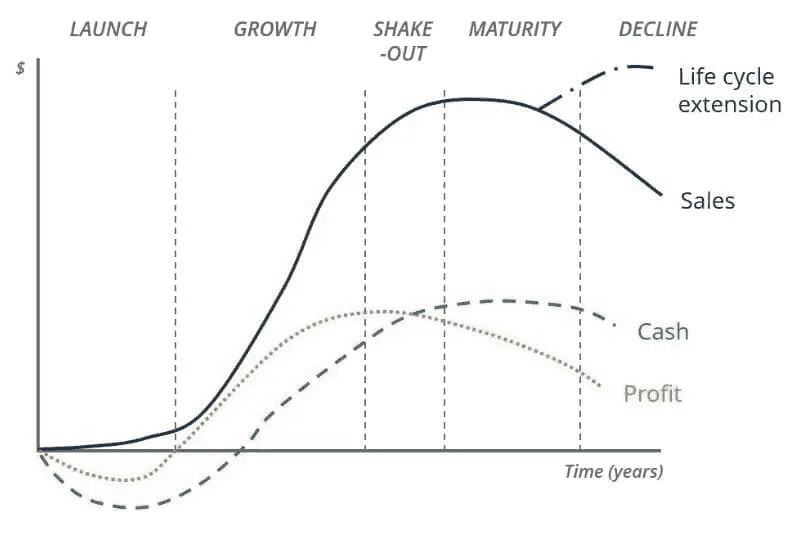 LAUNCH
GROWTH
SHAKE
-OUT
MATURITY
DECLINE
$
Life cycle
extension
Sales
Cash
Profit
Time (years)